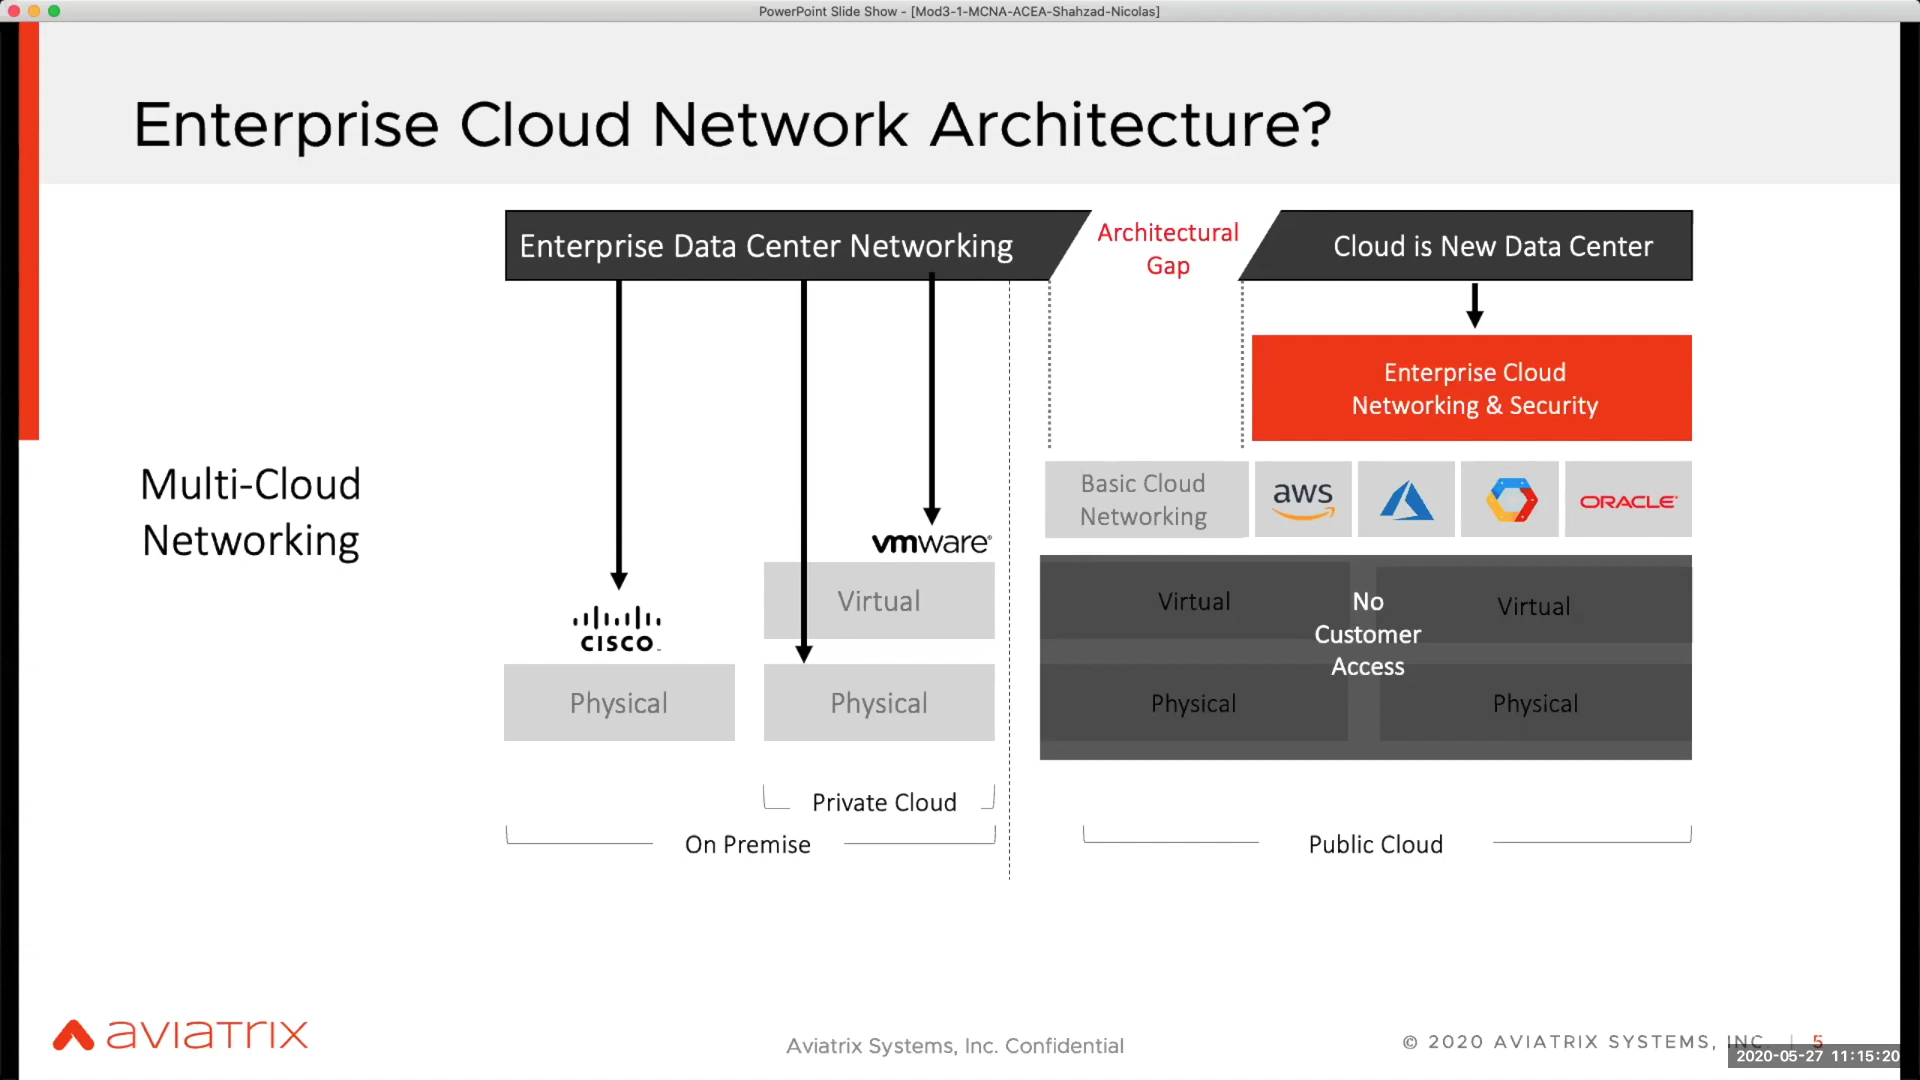 PowerPoint Slide Show - [Mod3-1-MCNA-ACEA-Shahzad-Nicolas]
Enterprise Cloud Network Architecture?
Enterprise Data Center Networking
Architectural
Gap
Cloud is New Data Center
Enterprise Cloud
Networking & Security
Multi-Cloud
Networking
Basic Cloud
Networking
aws
ORACLE
vmware
Virtual
CISCO
Physical
Physical
Virtual
Virtual
No
Customer
Access
Physical
Physical
Private Cloud
On Premise
Public Cloud
aviatrix
Aviatrix Systems, Inc. Confidential
© 2020 AVIATRIX SYSTEMS, INC. | 5
2020-05-27 11:15:20